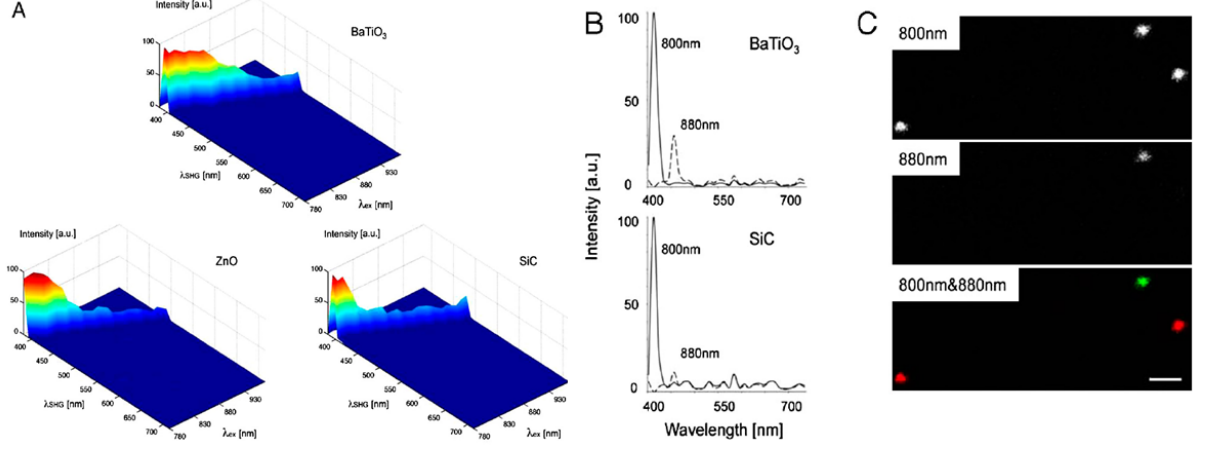 A
Intensity [a.u.]
BaTiO3
100
50
0
400
450
500
550
600
650
700
λSHG [nm]
780
830
880
930
λex [nm]
Intensity [a.u.]
ZnO
100
50
0
400
450
500
550
600
650
700
λSHG [nm]
780
830
880
930
λex [nm]
Intensity [a.u.]
SiC
100
50
0
400
450
500
550
600
650
700
λSHG [nm]
780
830
880
930
λex [nm]
B
100
800nm
BaTiO3
50
880nm
0
400 550 700
100
800nm
SiC
50
880nm
0
400 550 700
Intensity [a.u.]
Wavelength [nm]
C
800nm
880nm
800nm&880nm